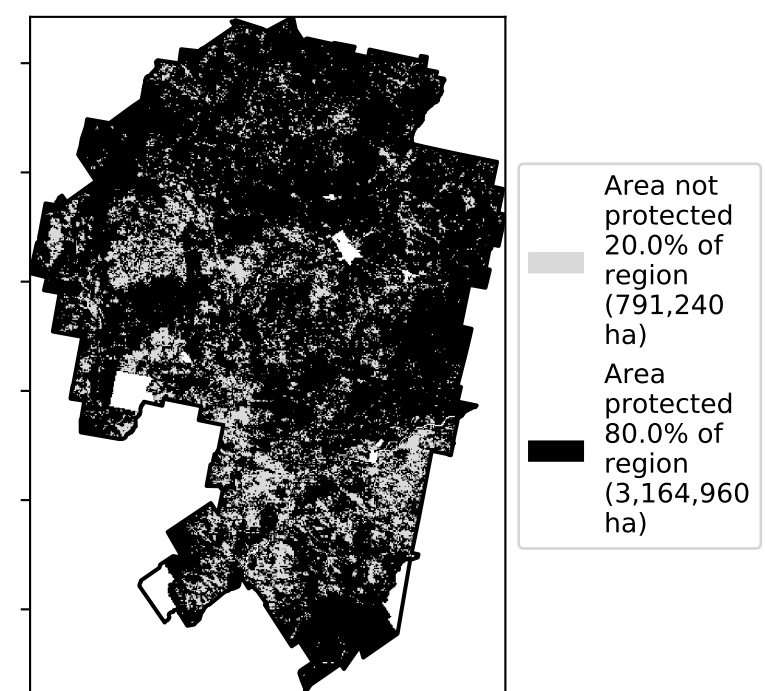 Area not
protected
20.0% of
region
(791,240
ha)
Area
protected
80.0% of
region
(3,164,960
ha)